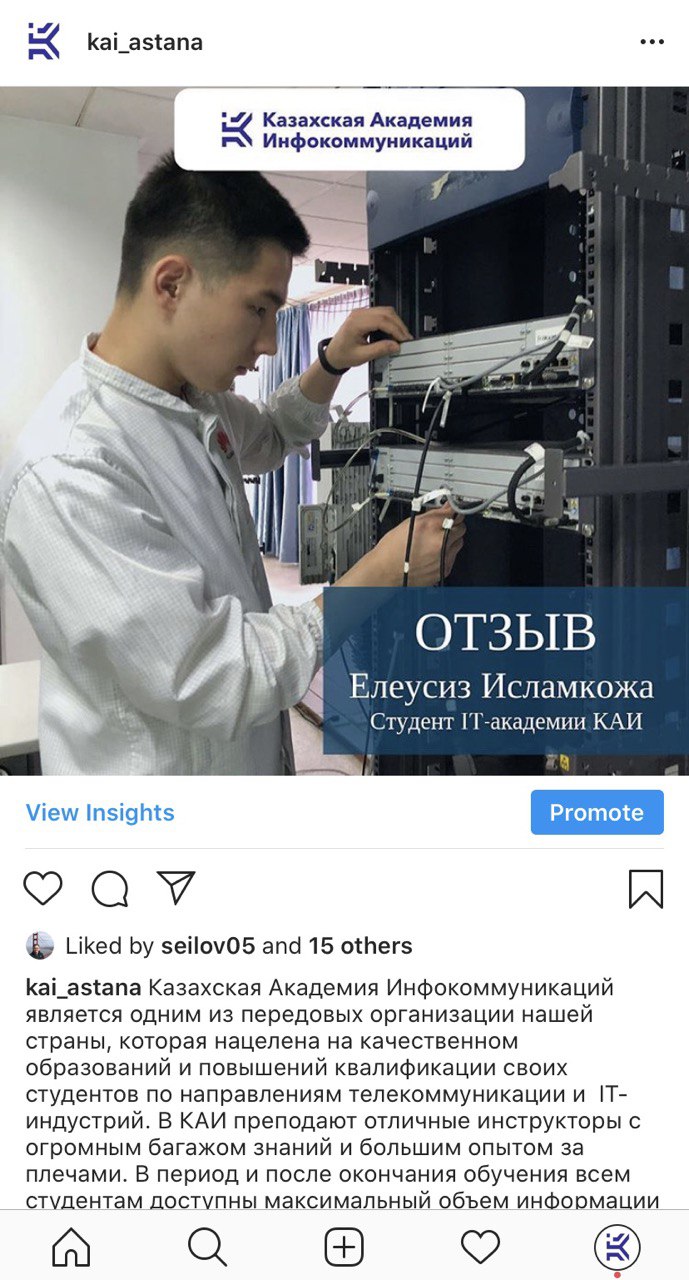 kai_astana
Казахская Академия
Инфокоммуникаций
ОТЗЫВ
Елеусиз Исламкожа
Студент IT-академии КАИ
View Insights
Promote
Liked by seilov05 and 15 others
kai_astana Казахская Академия Инфокоммуникаций
является одним из передовых организации нашей
страны, которая нацелена на качественном
образований и повышений квалификации своих
студентов по направлениям телекоммуникации и IT-
индустрий. В КАИ преподают отличные инструкторы с
огромным багажом знаний и большим опытом за
плечами. В период и после окончания обучения всем
студентам доступны максимальный объем информации